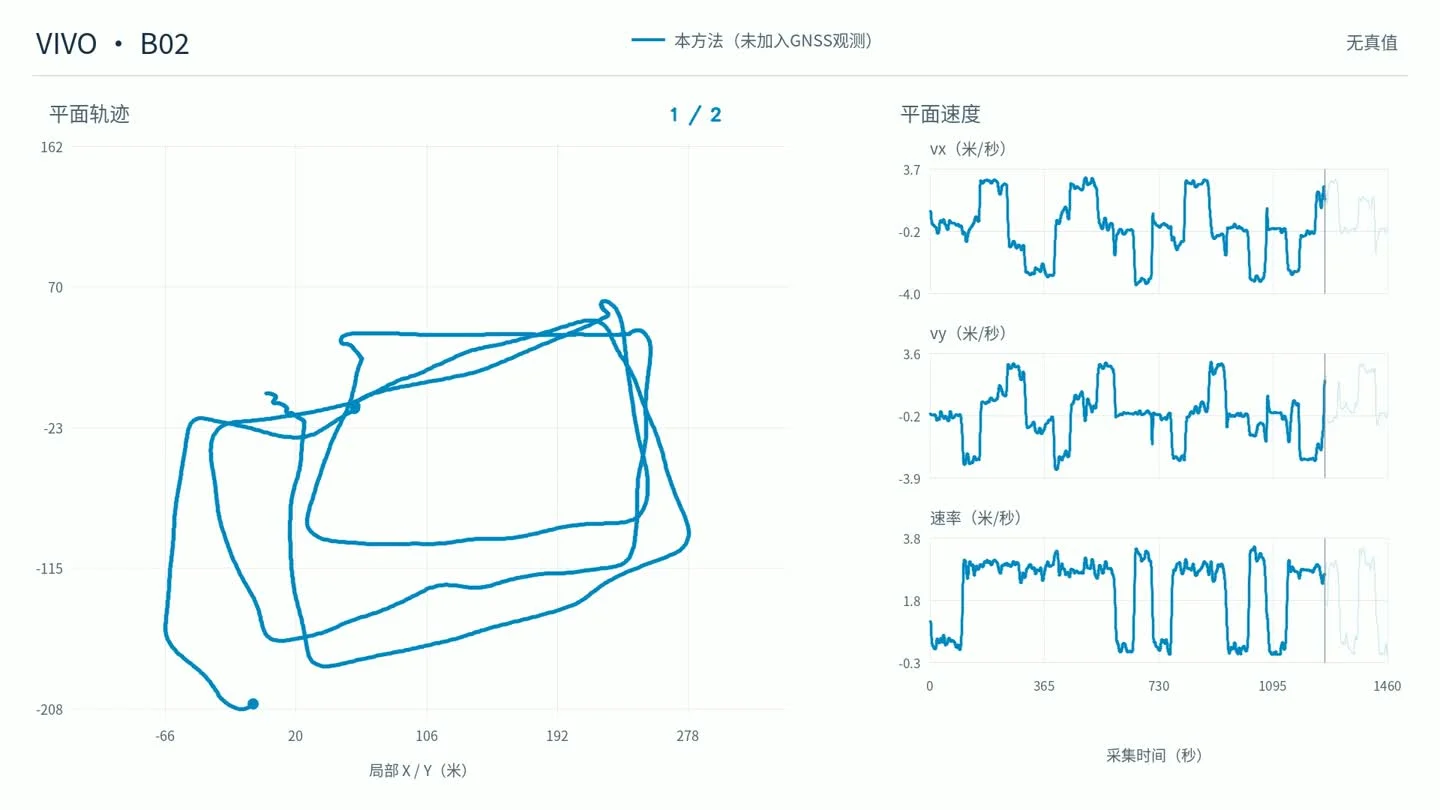 VIVO · B02
本方法（未加入GNSS观测）
无真值
平面轨迹
1 / 2
162
70
-23
-115
-208
-66 20 106 192 278
局部 X / Y（米）
平面速度
vx（米/秒）
3.7
-0.2
-4.0
vy（米/秒）
3.6
-0.2
-3.9
速率（米/秒）
3.8
1.8
-0.3
0 365 730 1095 1460
采集时间（秒）